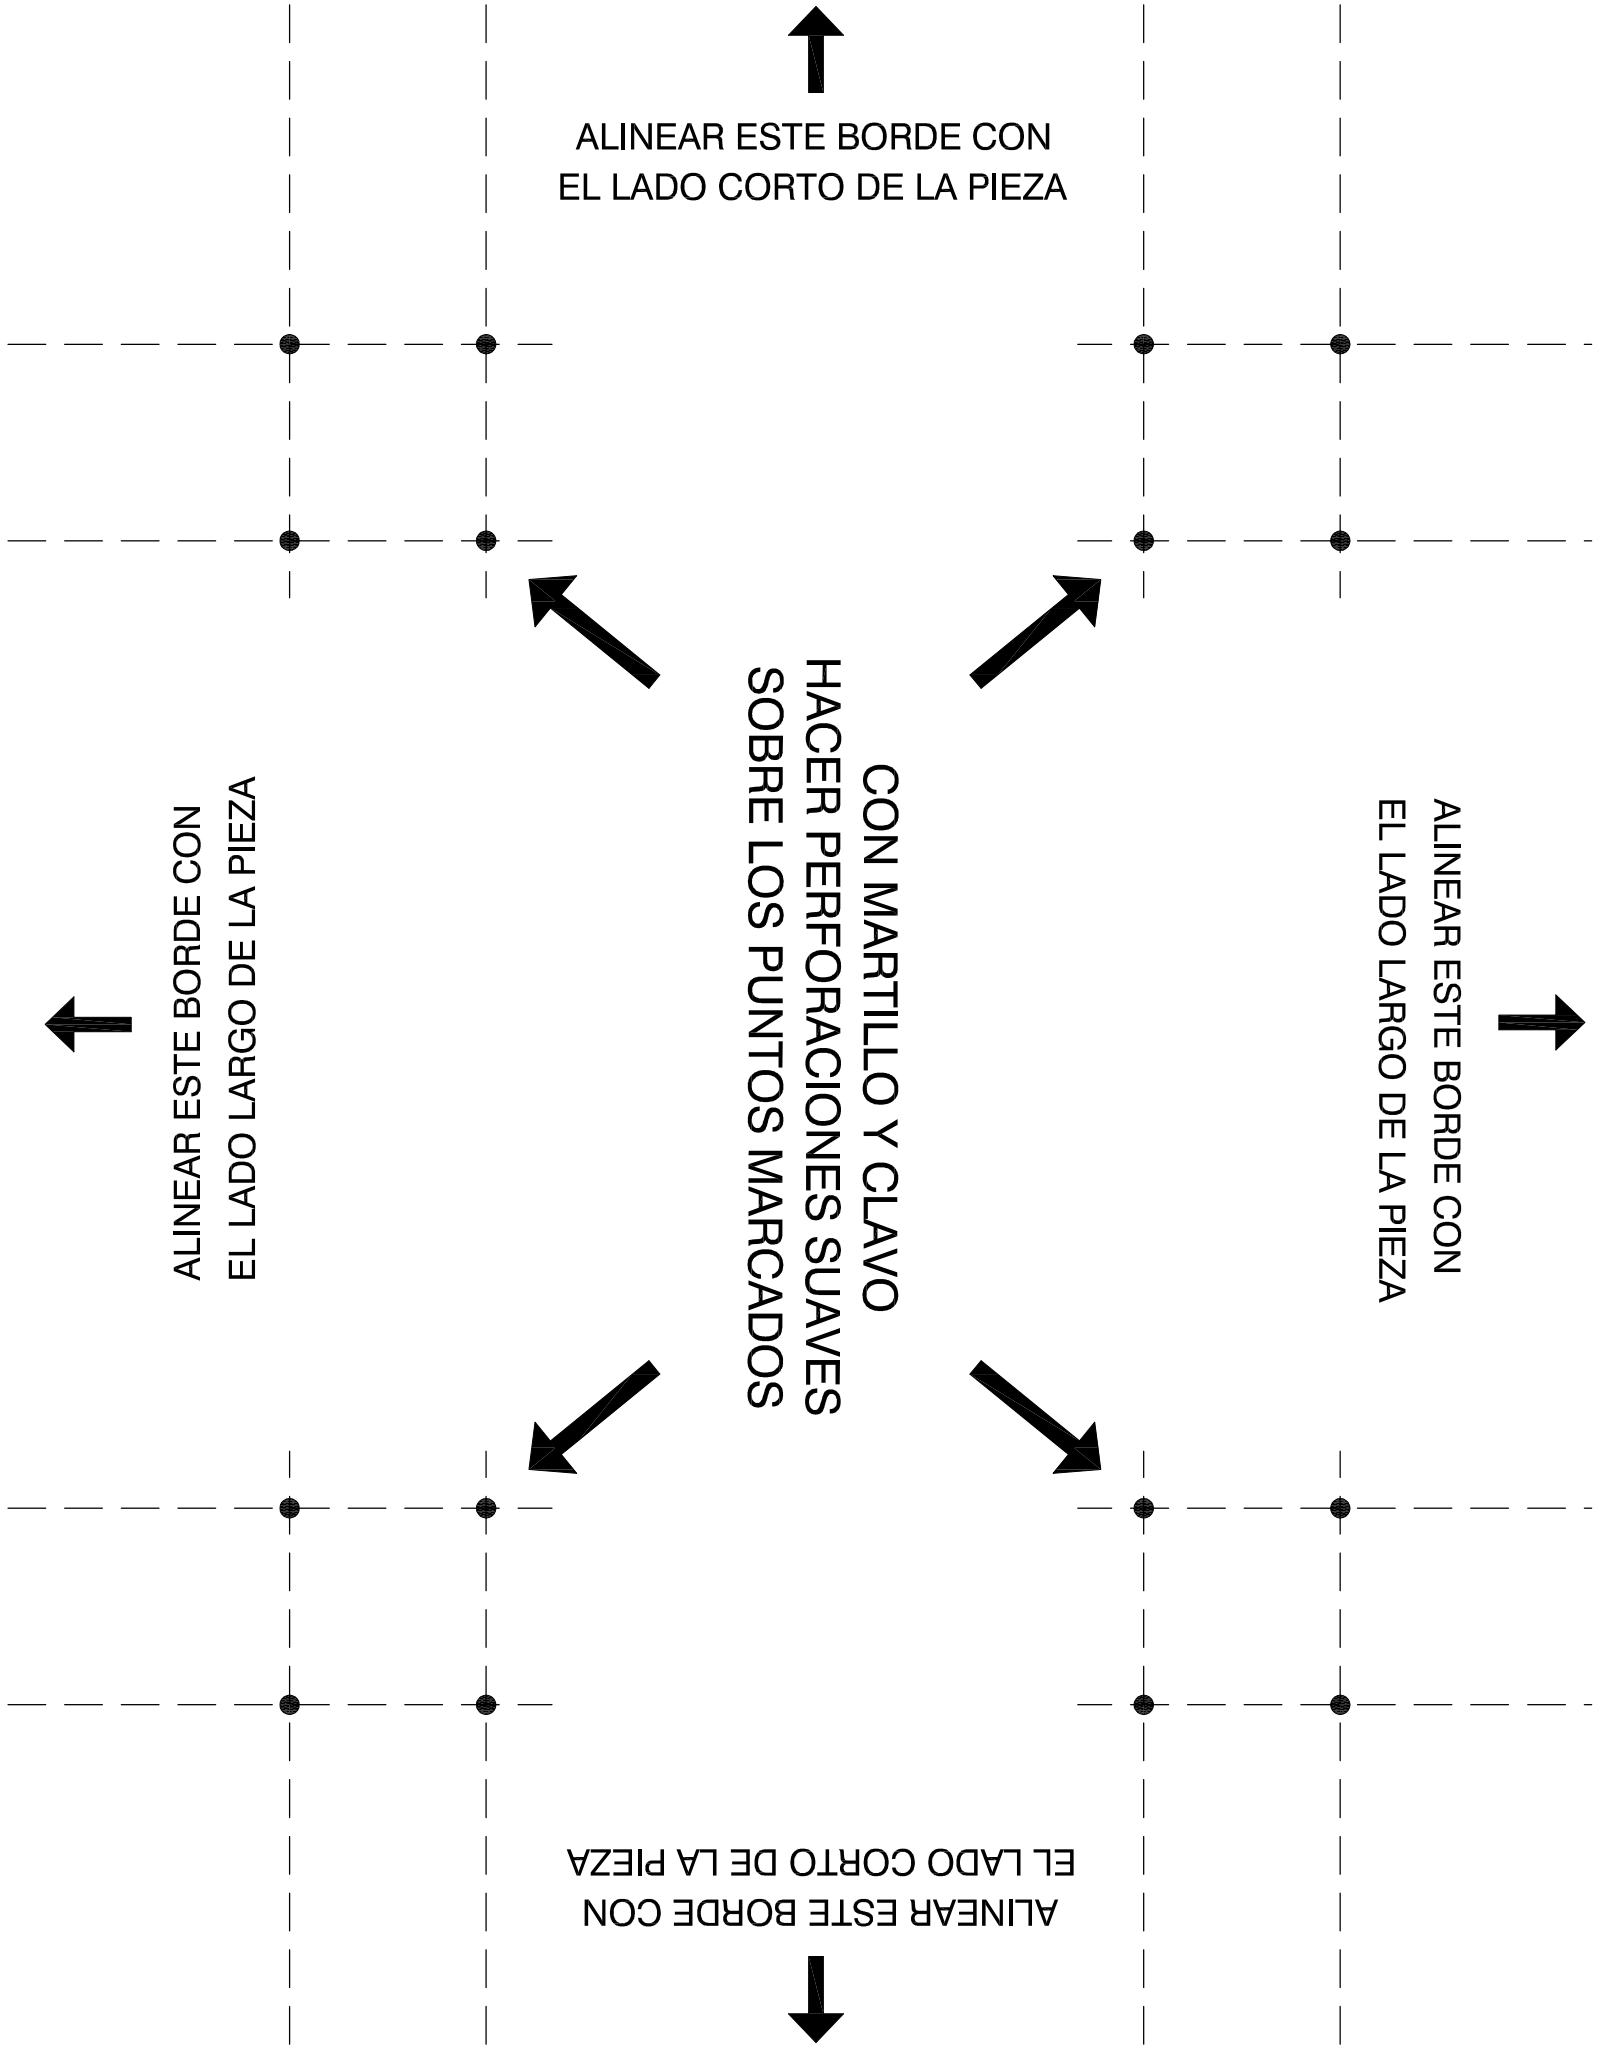 ALINEAR ESTE BORDE CON
EL LADO CORTO DE LA PIEZA
ALINEAR ESTE BORDE CON
EL LADO LARGO DE LA PIEZA
CON MARTILLO Y CLAVO
HACER PERFORACIONES SUAVES
SOBRE LOS PUNTOS MARCADOS
ALINEAR ESTE BORDE CON
EL LADO LARGO DE LA PIEZA
ALINEAR ESTE BORDE CON
EL LADO CORTO DE LA PIEZA